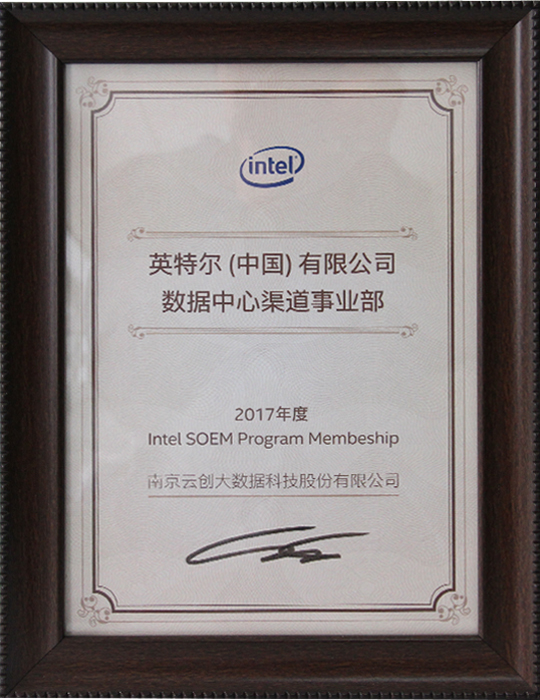 intel
英特尔 (中国) 有限公司
数据中心渠道事业部
2017年度
Intel SOEM Program Membeship
南京云创大数据科技股份有限公司